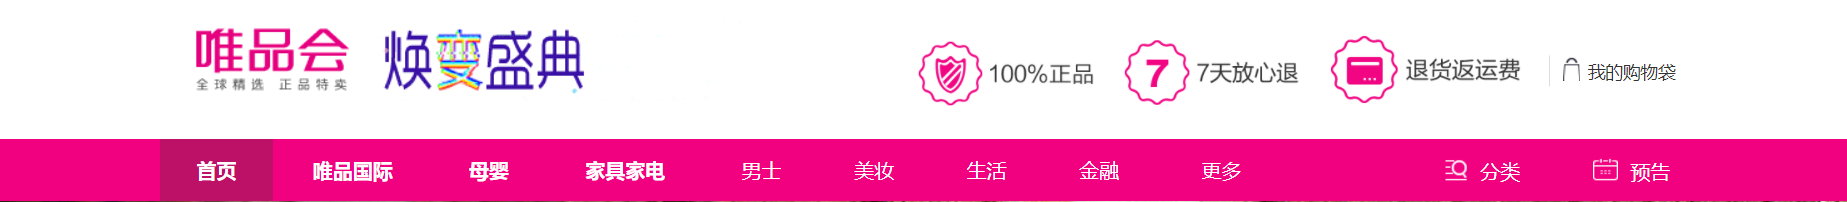 唯品会
全球精选 正品特卖
焕变盛典
100%正品
7
7天放心退
退货返运费
我的购物袋
首页 唯品国际 母婴 家具家电 男士 美妆 生活 金融 更多 分类 预告